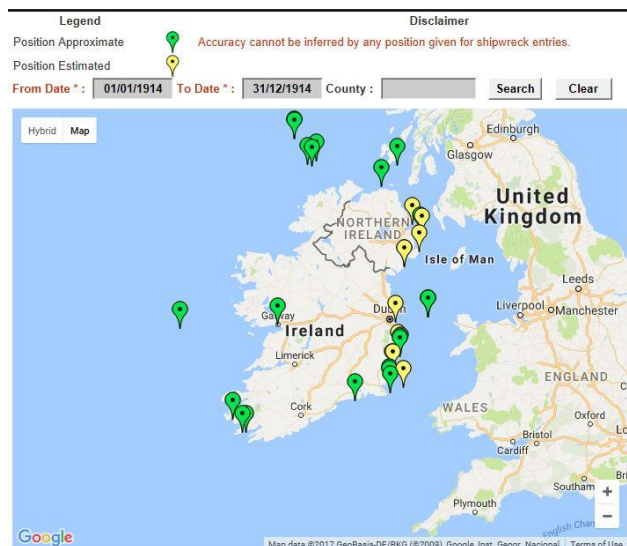 Legend
Disclaimer
Position Approximate
Accuracy cannot be inferred by any position given for shipwreck entries.
Position Estimated
From Date * :
01/01/1914
To Date * :
31/12/1914
County :
Search
Clear
Hybrid
Map
Edinburgh
Glasgow
United
Kingdom
NORTHERN
IRELAND
Isle of Man
Leeds
Galway
Dublin
Liverpool
Manchester
Ireland
Limerick
ENGLAND
Cork
WALES
Oxford
Bristol
Cardiff
Plymouth
English Chan
+
−
Google
Map data ©2017 GeoBasis-DE/BKG (©2009), Google, Inst. Geogr. Nacional
Terms of Use